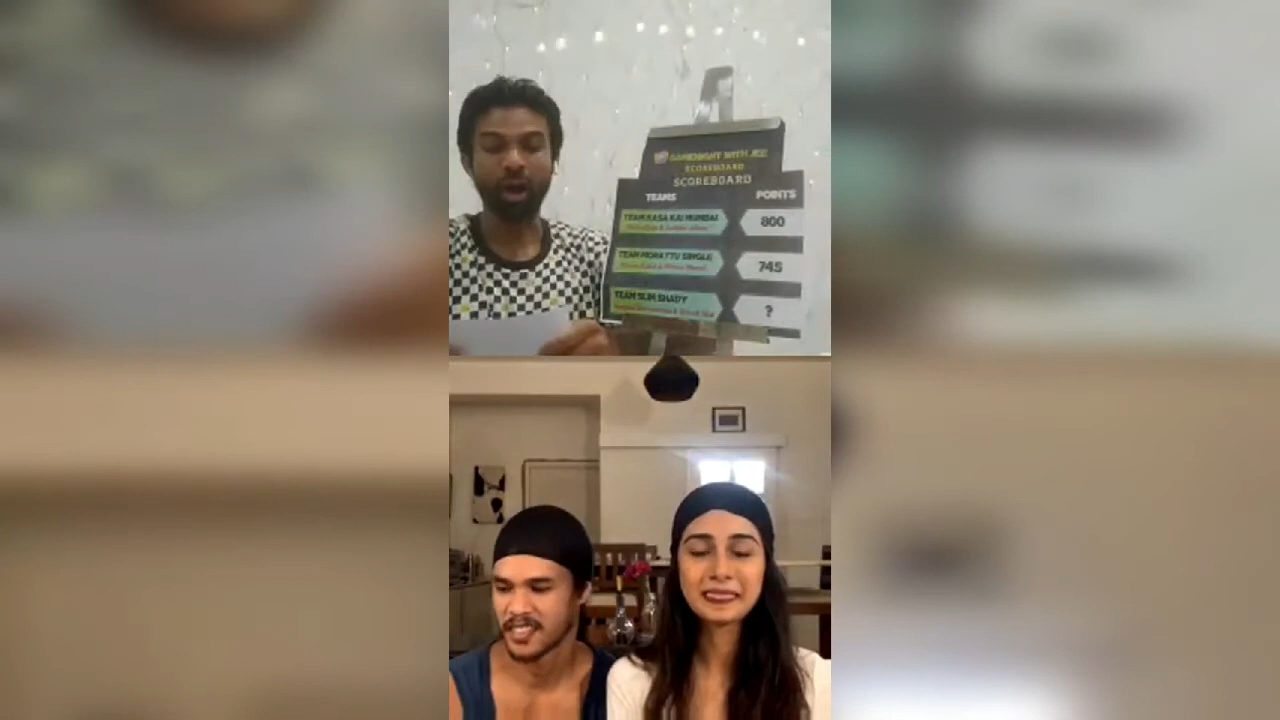 GAMENIGHT WITH JEE
SCOREBOARD
SCOREBOARD
TEAMS POINTS
TEAM KASA KAI MUMBAI 800
TEAM MORATTU SINGLE 745
TEAM SLIM SHADY ?